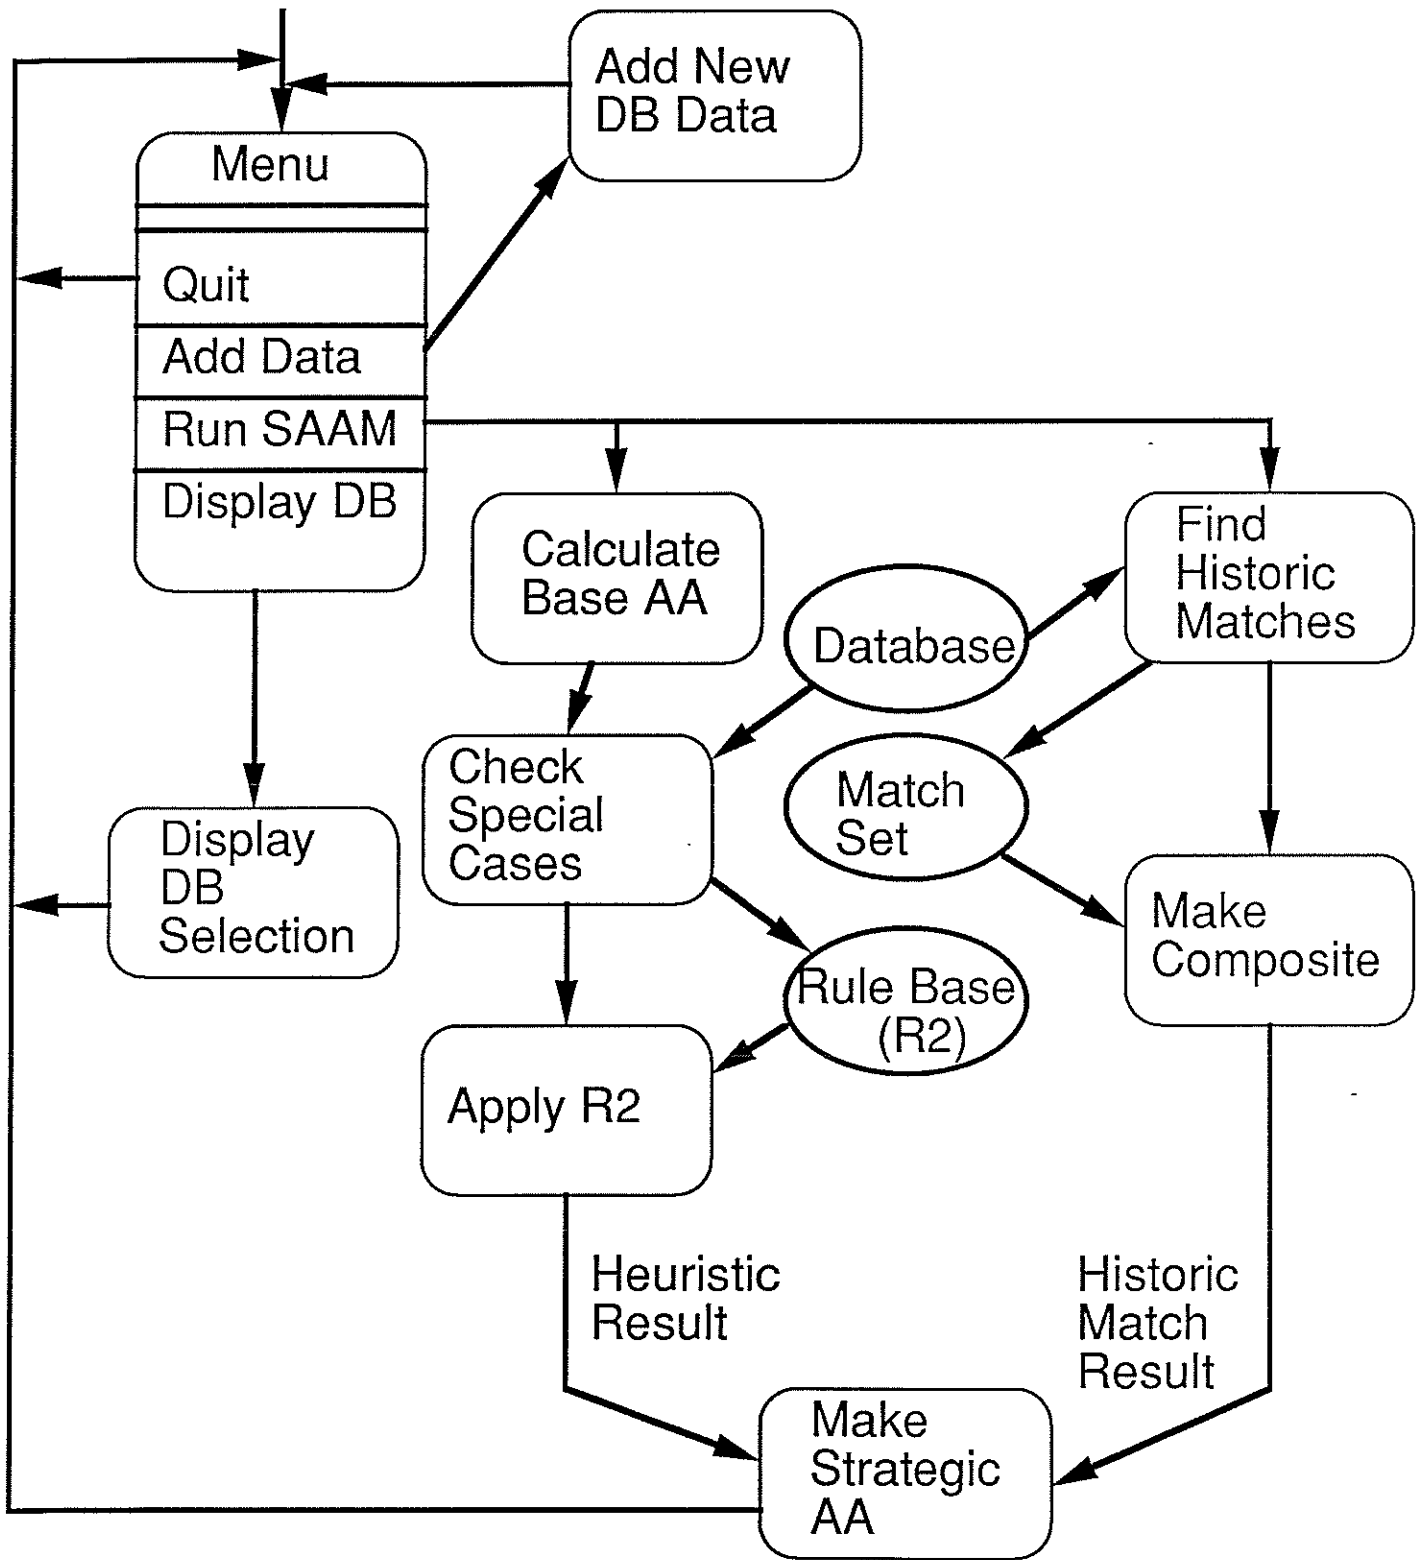 Add New
DB Data
Menu
Quit
Add Data
Run SAAM
Display DB
Calculate
Base AA
Find
Historic
Matches
Database
Check
Special
Cases
Match
Set
Display
DB
Selection
Make
Composite
Rule Base
(R2)
Apply R2
Heuristic
Result
Historic
Match
Result
Make
Strategic
AA